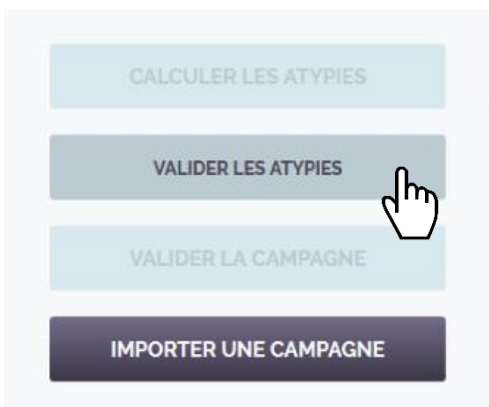 CALCULER LES ATYPIES
VALIDER LES ATYPIES
VALIDER LA CAMPAGNE
IMPORTER UNE CAMPAGNE